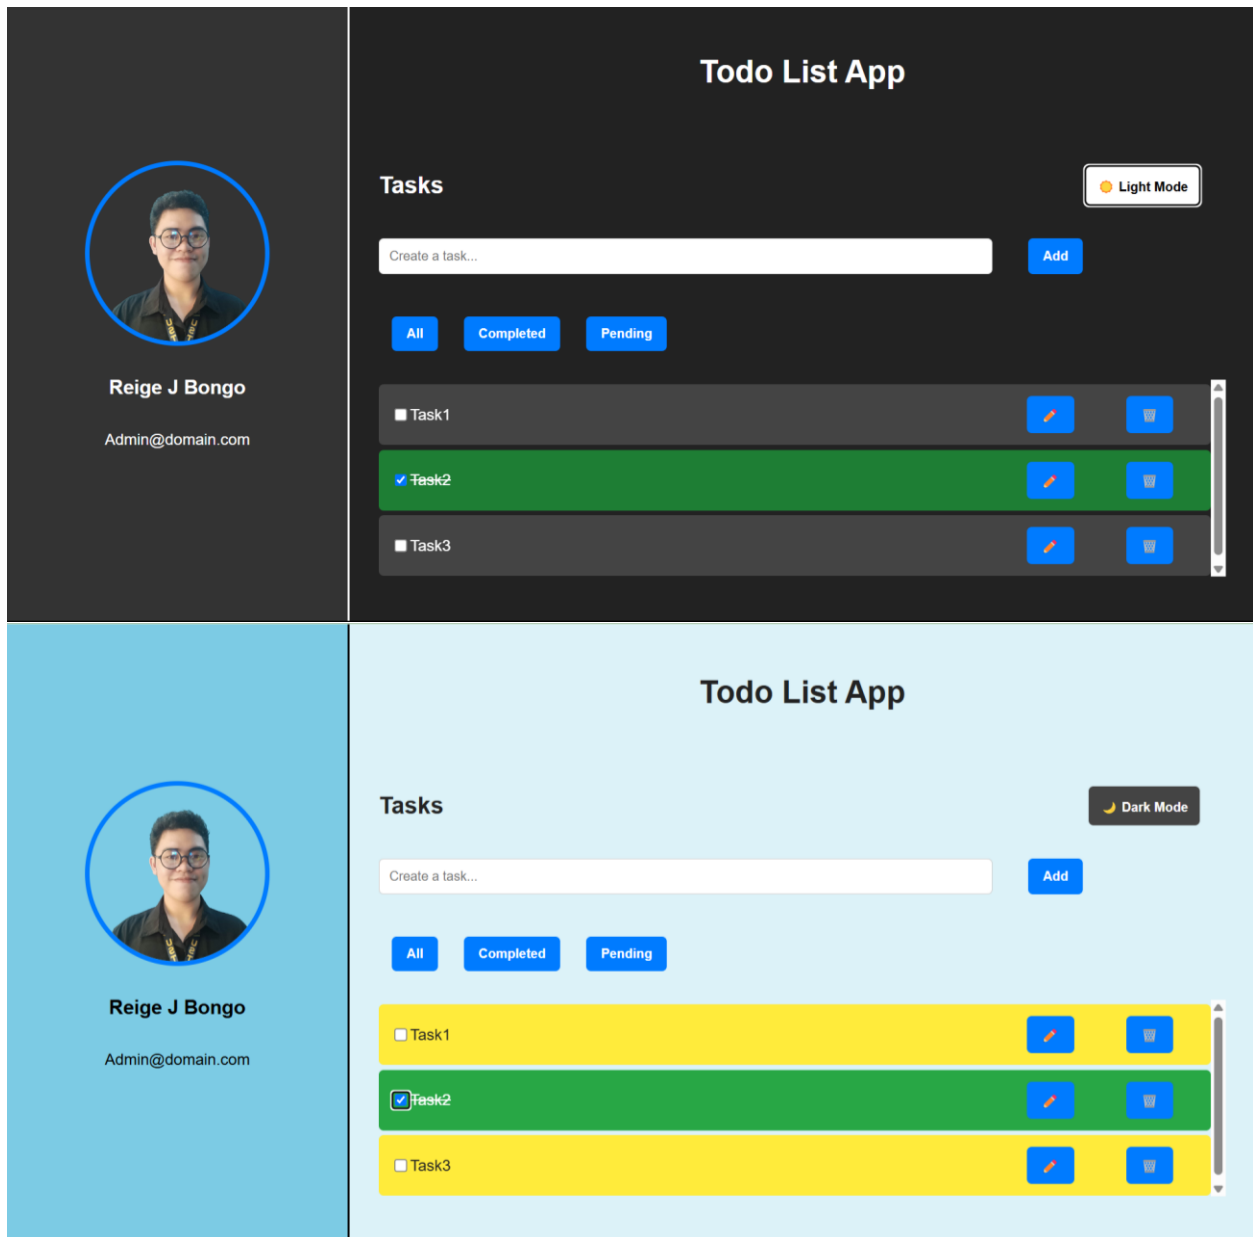 Todo List App
Tasks
Light Mode
Create a task...
Add
All
Completed
Pending
Reige J Bongo
Admin@domain.com
Task1
Task2
Task3
Todo List App
Tasks
Dark Mode
Create a task...
Add
All
Completed
Pending
Reige J Bongo
Admin@domain.com
Task1
Task2
Task3